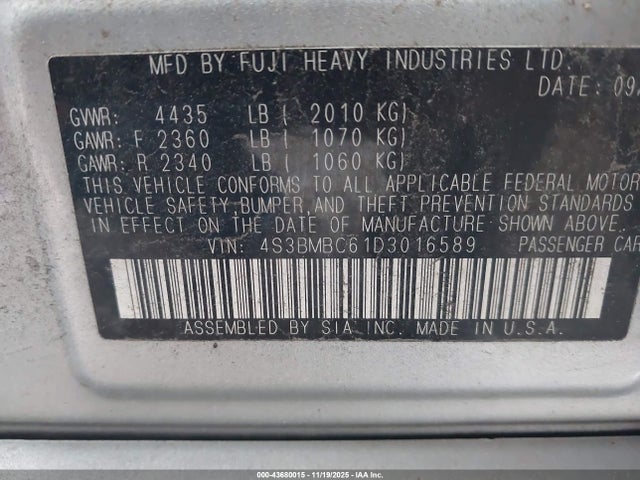 MFD BY FUJI HEAVY INDUSTRIES LTD.
DATE: 09/
GVWR: 4435 LB ( 2010 KG)
GAWR: F 2360 LB ( 1070 KG)
GAWR: R 2340 LB ( 1060 KG)
THIS VEHICLE CONFORMS TO ALL APPLICABLE FEDERAL MOTOR
VEHICLE SAFETY,BUMPER,AND THEFT PREVENTION STANDARDS
IN EFFECT ON THE DATE OF MANUFACTURE SHOWN ABOVE.
VIN: 4S3BMBC61D3016589 PASSENGER CAR
ASSEMBLED BY SIA INC. MADE IN U.S.A.
000-43680015 - 11/19/2025 - IAAI.COM